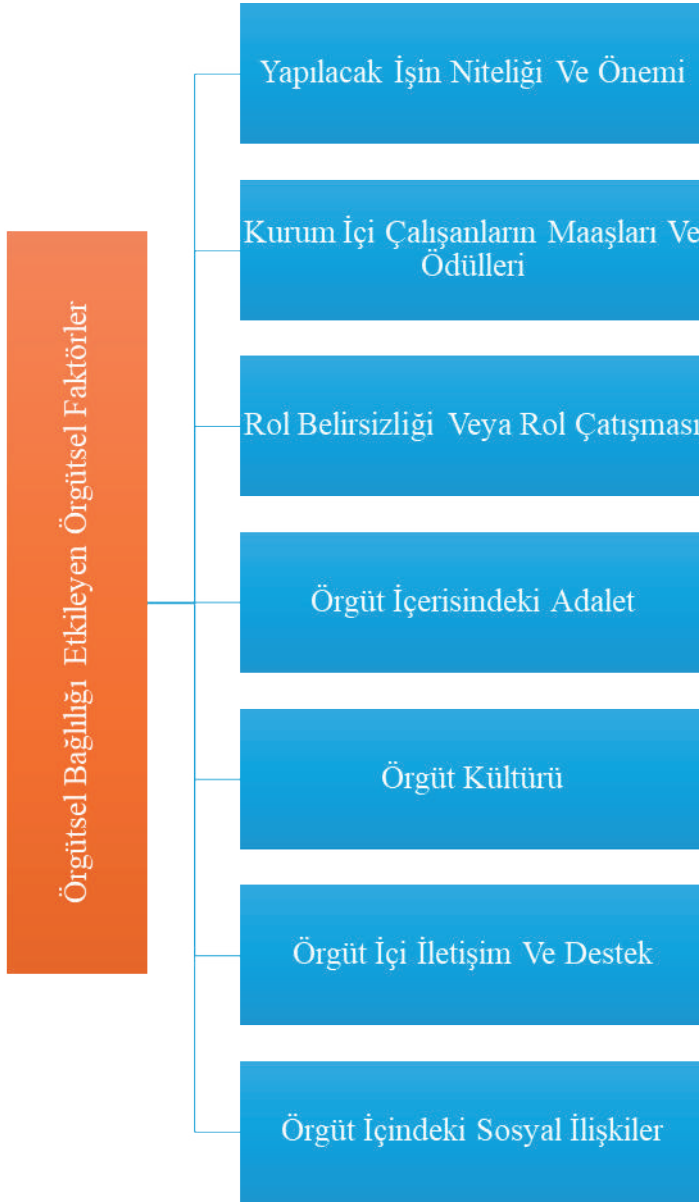 Örgütsel Bağlılığı Etkileyen Örgütsel Faktörler
Yapılacak İşin Niteliği Ve Önemi
Kurum İçi Çalışanların Maaşları Ve
Ödülleri
Rol Belirsizliği Veya Rol Çatışması
Örgüt İçerisindeki Adalet
Örgüt Kültürü
Örgüt İçi İletişim Ve Destek
Örgüt İçindeki Sosyal İlişkiler